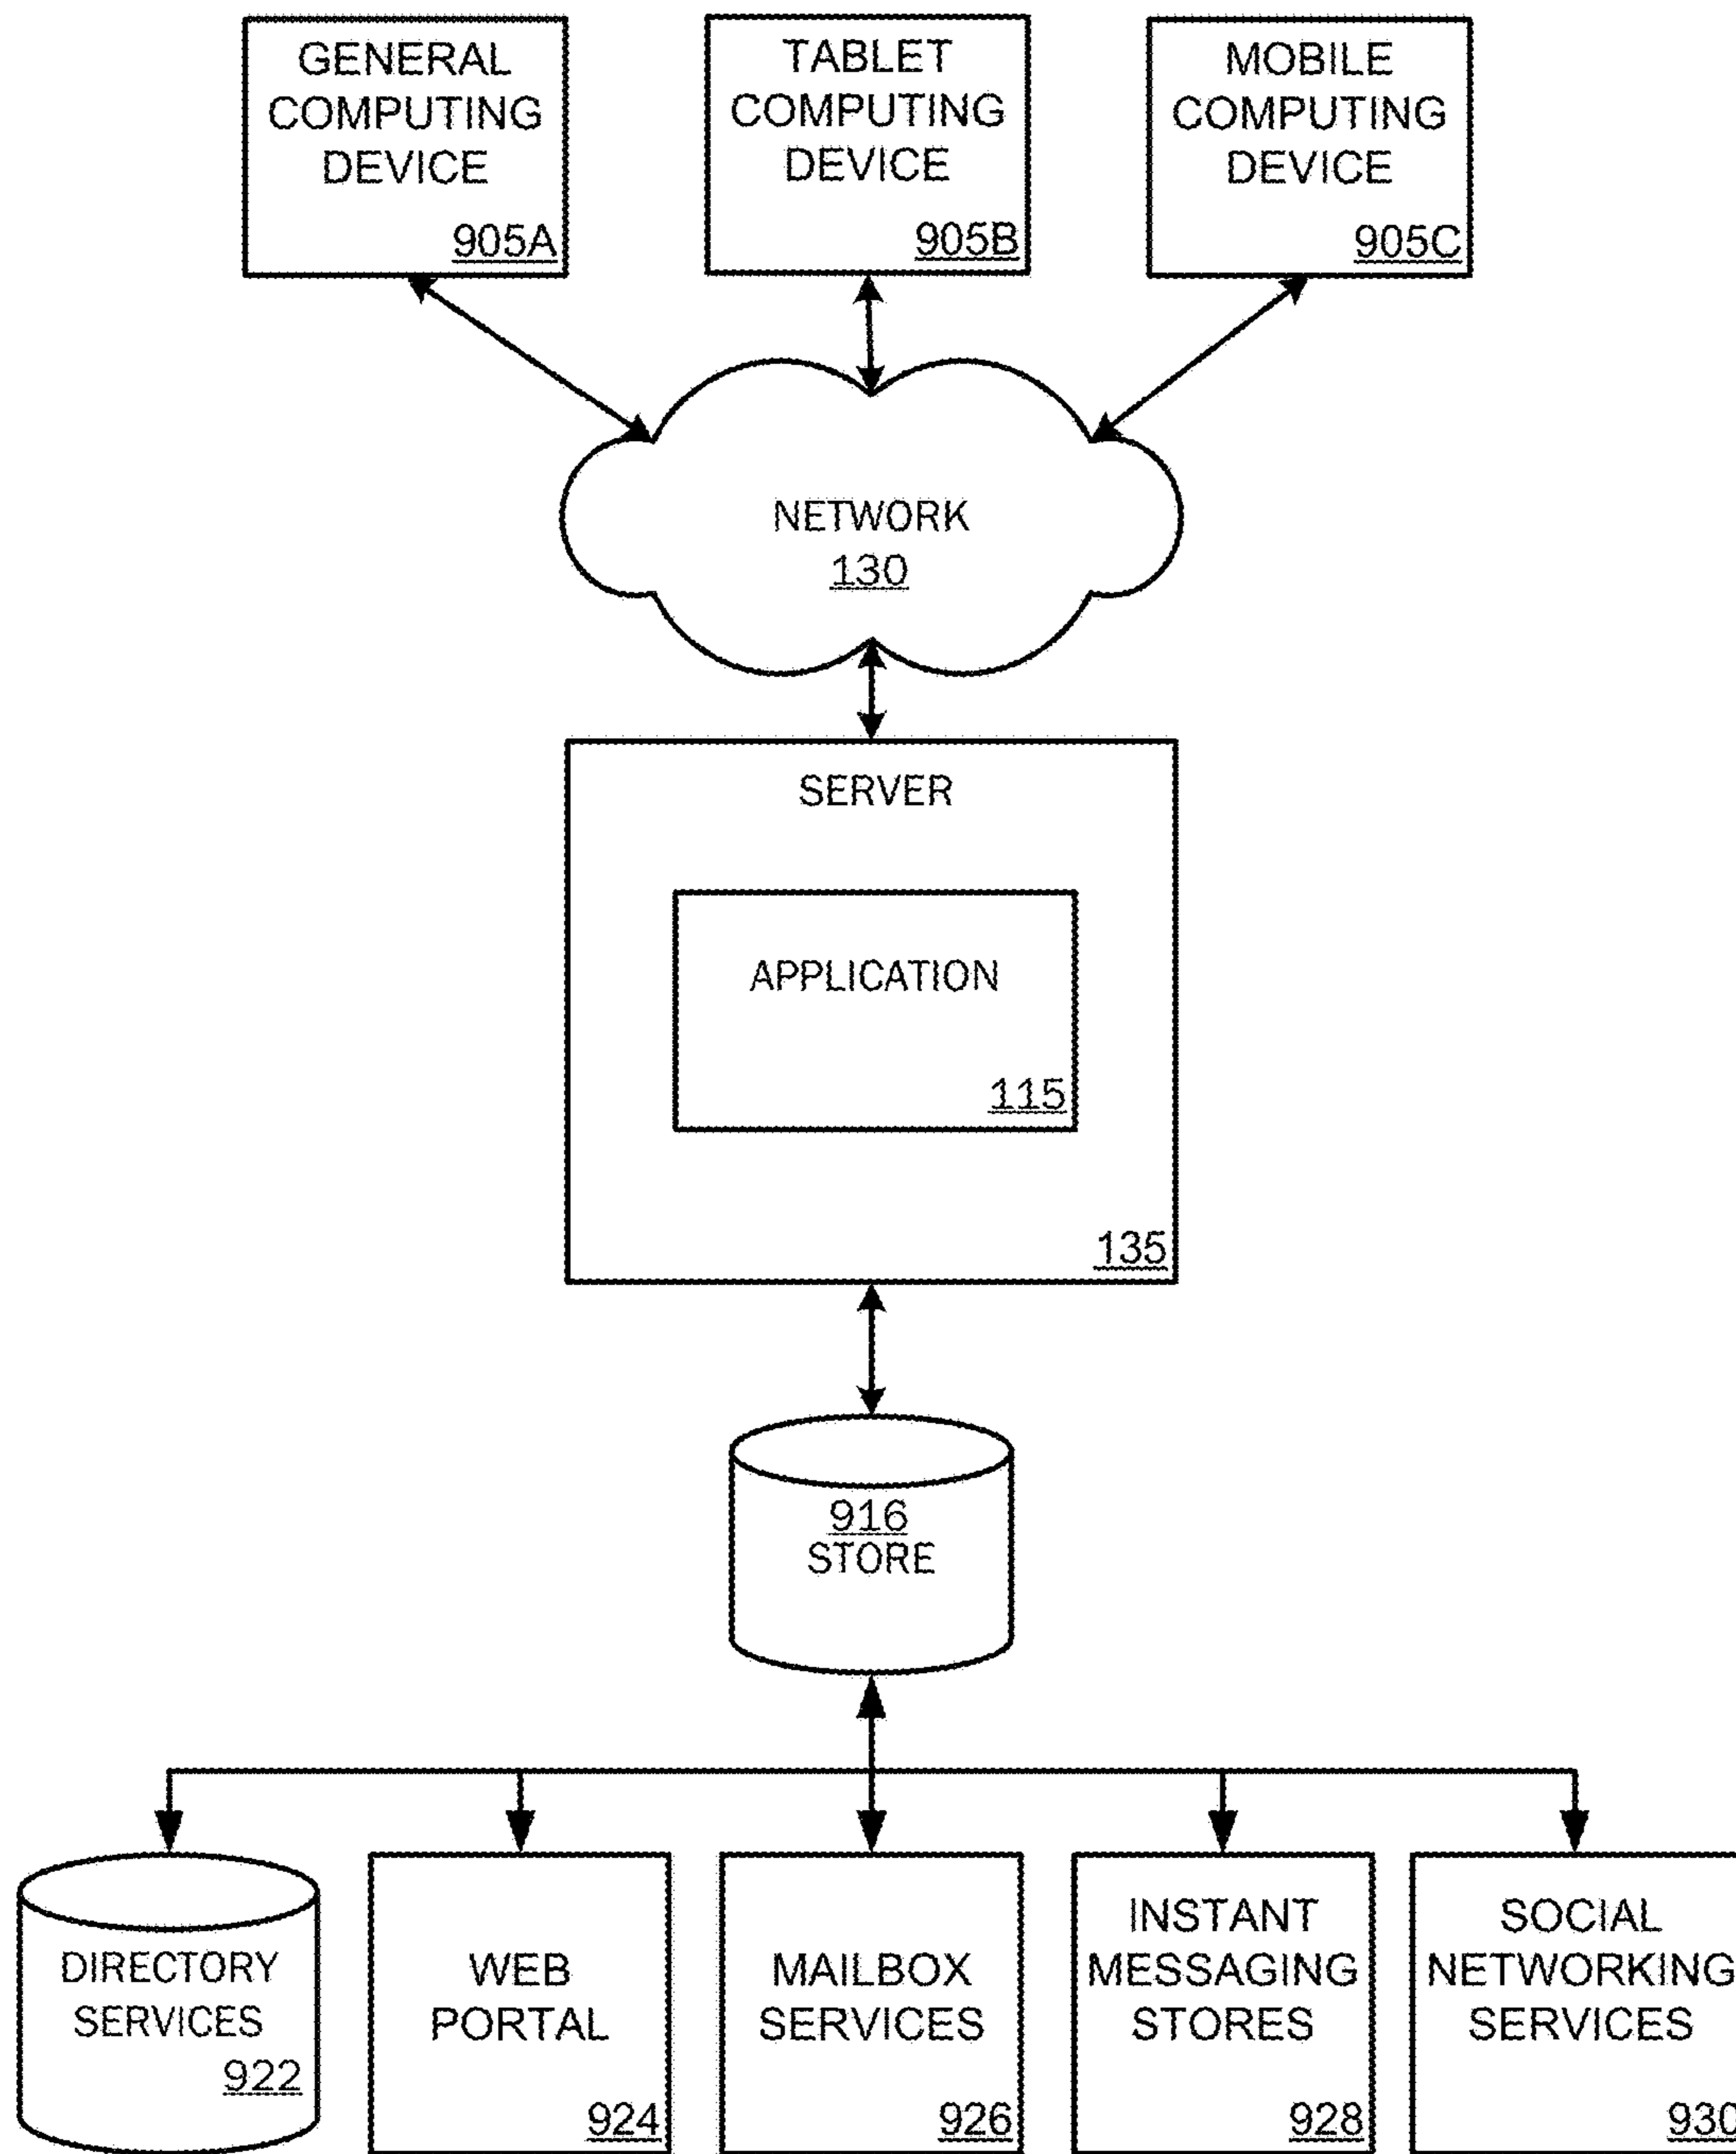 GENERAL
COMPUTING
DEVICE
905A
TABLET
COMPUTING
DEVICE
905B
MOBILE
COMPUTING
DEVICE
905C
NETWORK
130
SERVER
APPLICATION
115
135
916
STORE
DIRECTORY
SERVICES
922
WEB
PORTAL
924
MAILBOX
SERVICES
926
INSTANT
MESSAGING
STORES
928
SOCIAL
NETWORKING
SERVICES
930